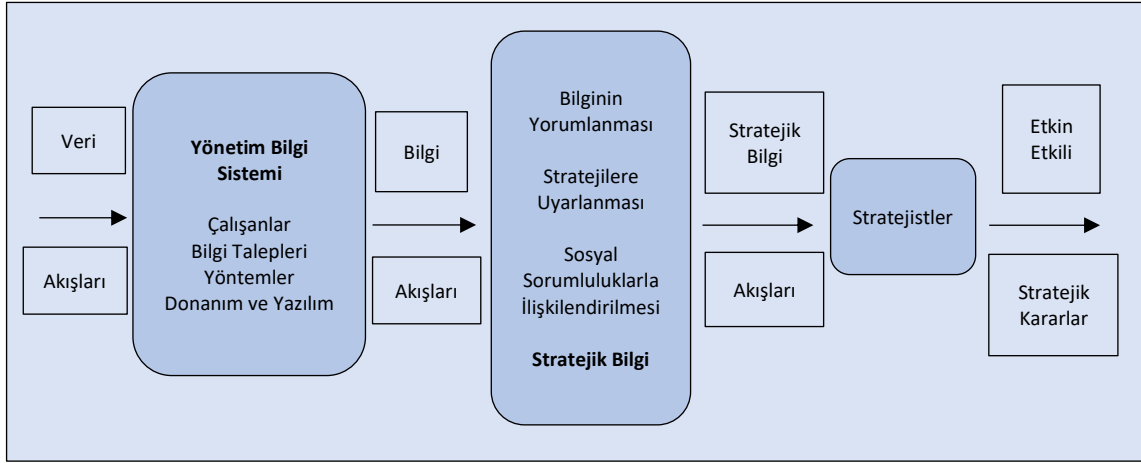 Veri
Akışları
Yönetim Bilgi
Sistemi
Çalışanlar
Bilgi Talepleri
Yöntemler
Donanım ve Yazılım
Bilgi
Akışları
Bilginin
Yorumlanması
Stratejilere
Uyarlanması
Sosyal
Sorumluluklarla
İlişkilendirilmesi
Stratejik Bilgi
Stratejik
Bilgi
Akışları
Stratejistler
Etkin
Etkili
Stratejik
Kararlar